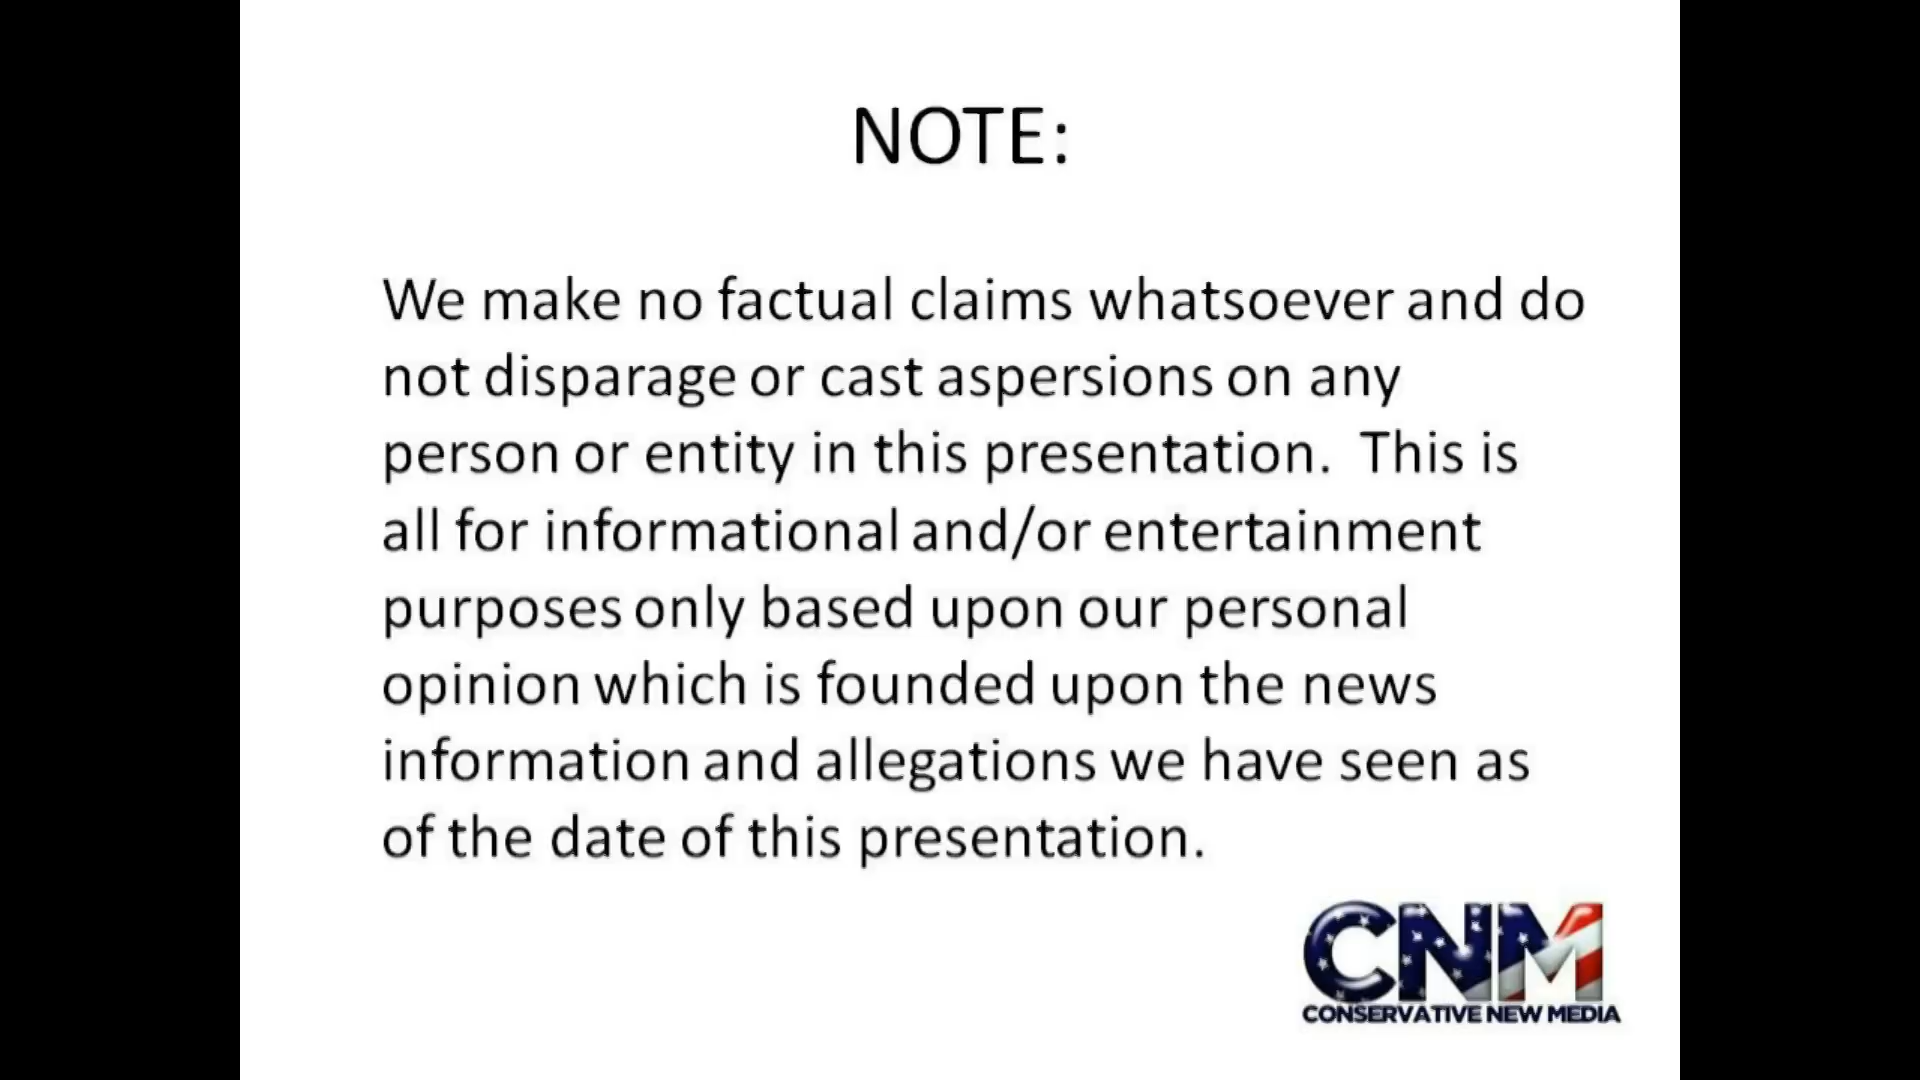 NOTE:
We make no factual claims whatsoever and do
not disparage or cast aspersions on any
person or entity in this presentation.  This is
all for informational and/or entertainment
purposes only based upon our personal
opinion which is founded upon the news
information and allegations we have seen as
of the date of this presentation.
CNM
CONSERVATIVE NEW MEDIA